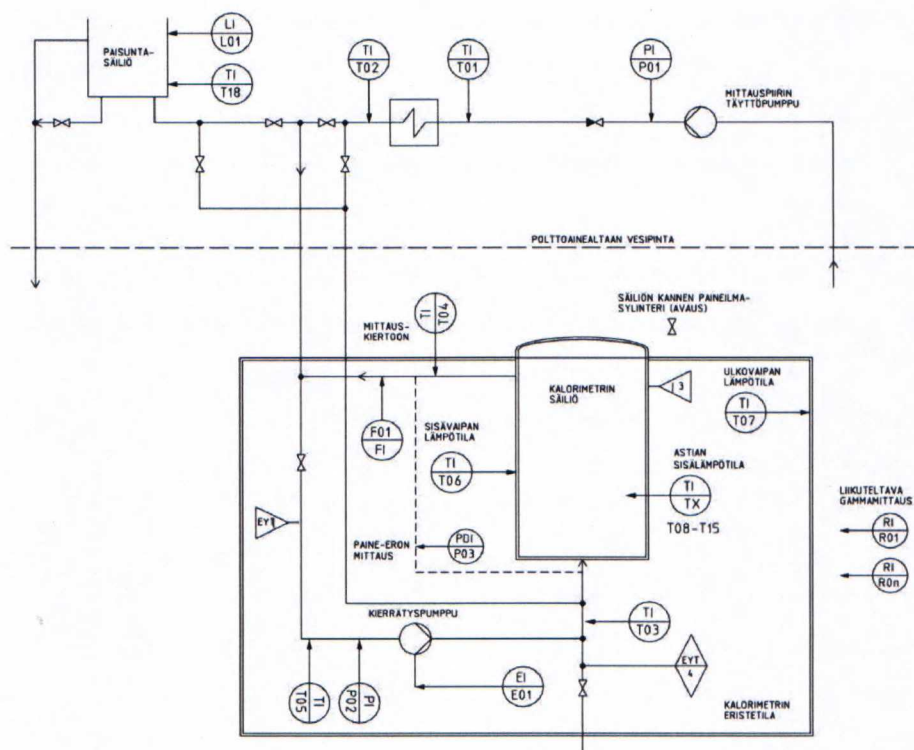 PAISUNTA-
SÄILIÖ
LI
L01
TI
T18
TI
T02
TI
T01
PI
P01
MITTAUSPIIRIN
TÄYTTÖPUMPPU
POLTTOAINEALTAAN VESIPINTA
TI
T04
SÄILIÖN KANNEN PAINEILMA-
SYLINTERI (AVAUS)
MITTAUS-
KIERTOON
KALORIMETRIN
SÄILIÖ
J 3
ULKOVAIPAN
LÄMPÖTILA
TI
T07
F01
FI
SISÄVAIPAN
LÄMPÖTILA
TI
T06
ASTIAN
SISÄLÄMPÖTILA
TI
TX
T08-T15
LIIKUTELTAVA
GAMMAMITTAUS
RI
R01
RI
R0n
EYT
PAINE-ERON
MITTAUS
PDI
P03
KIERRÄTYSPUMPPU
TI
T03
TI
T05
PI
P02
EI
E01
EYT
4
KALORIMETRIN
ERISTETILA